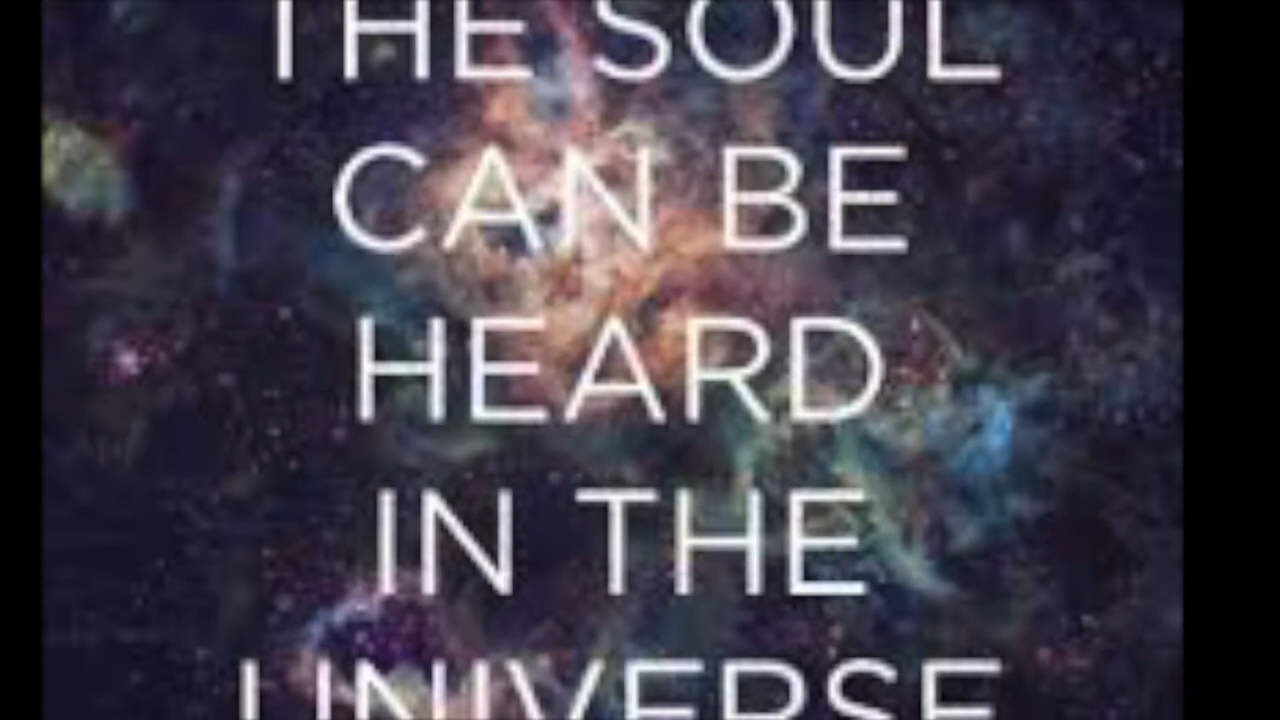 THE SOUL
CAN BE
HEARD
IN THE
UNIVERSE